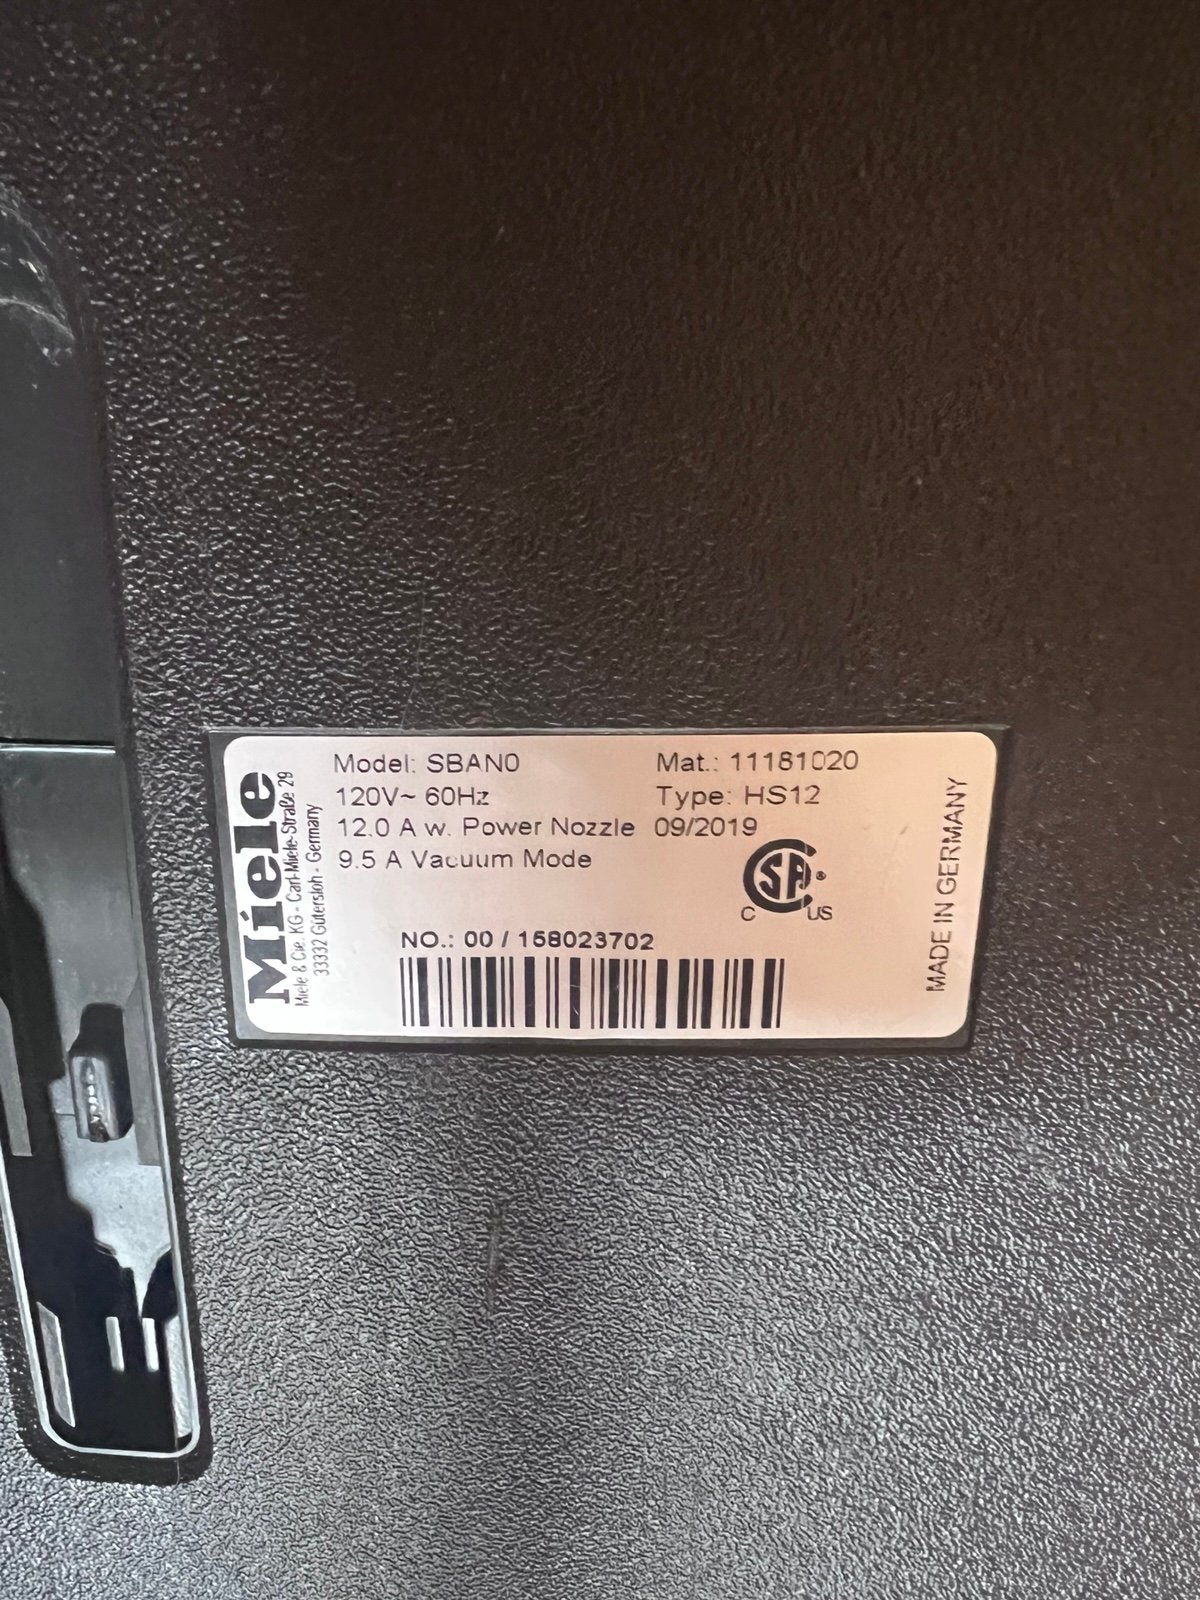 Miele
Miele & Cie. KG - Carl-Miele-Straße 29
33332 Gütersloh - Germany
Model: SBAN0
120V~ 60Hz
12.0 A w. Power Nozzle
9.5 A Vacuum Mode
Mat.: 11181020
Type: HS12
09/2019
CSA®
C US
NO.: 00 / 158023702
MADE IN GERMANY